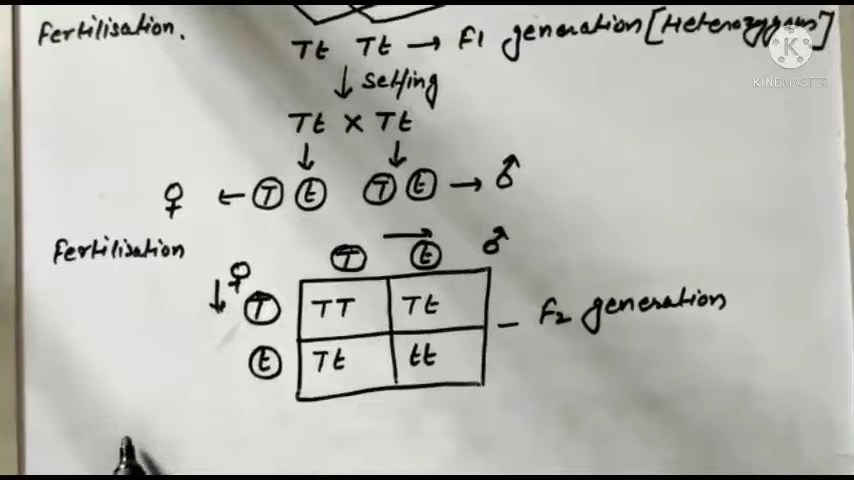 Fertilisation.
Tt Tt → F1 generation [Heterozygous]
↓ selfing
Tt × Tt
↓ ↓
♀ ← T t T t → ♂
Fertilisation
T → t ♂
↓ ♀
T TT Tt – F2 generation
t Tt tt
K
KINEMASTER